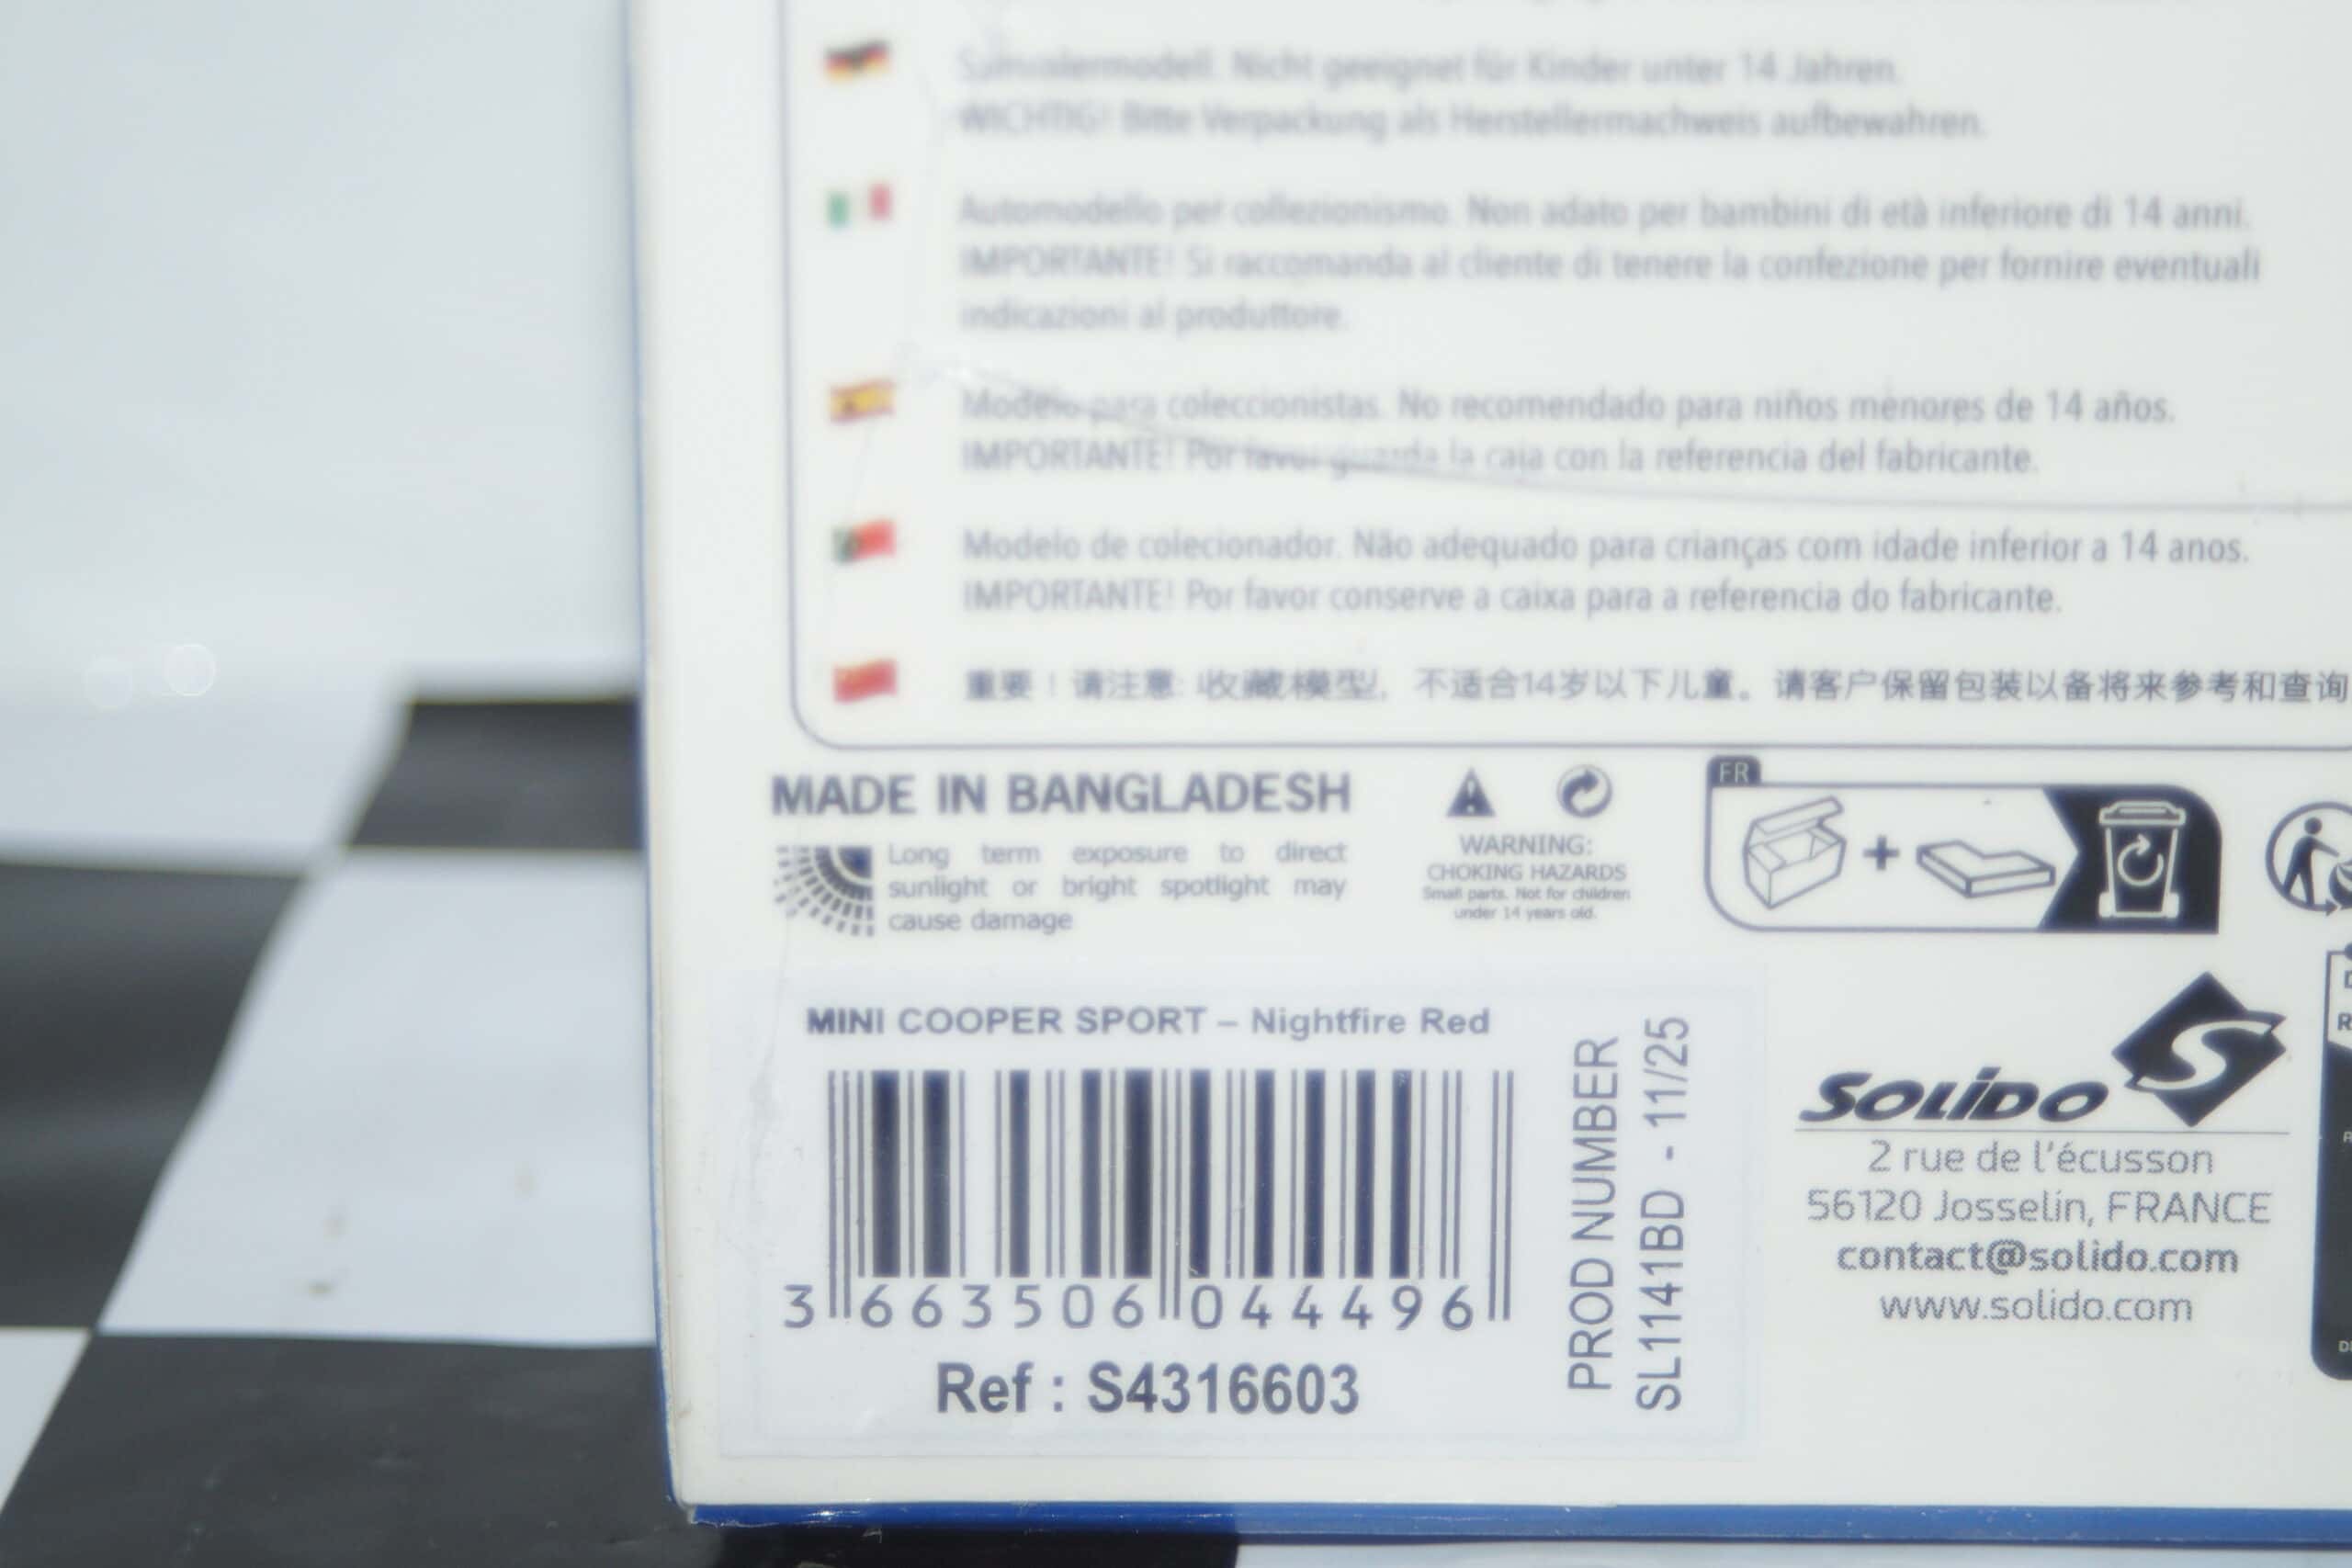 Sammlermodell. Nicht geeignet für Kinder unter 14 Jahren.
WICHTIG! Bitte Verpackung als Herstellernachweis aufbewahren.
Automodello per collezionismo. Non adato per bambini di età inferiore di 14 anni.
IMPORTANTE! Si raccomanda al cliente di tenere la confezione per fornire eventuali
indicazioni al produttore.
Modelo para coleccionistas. No recomendado para niños menores de 14 años.
IMPORTANTE! Por favor guarda la caja con la referencia del fabricante.
Modelo de colecionador. Não adequado para crianças com idade inferior a 14 anos.
IMPORTANTE! Por favor conserve a caixa para a referencia do fabricante.
重要！请注意: 收藏模型, 不适合14岁以下儿童。请客户保留包装以备将来参考和查询
MADE IN BANGLADESH
Long term exposure to direct
sunlight or bright spotlight may
cause damage
WARNING:
CHOKING HAZARDS
Small parts. Not for children
under 14 years old.
FR
MINI COOPER SPORT – Nightfire Red
3 663506 044496
Ref : S4316603
PROD NUMBER
SL1141BD - 11/25
SOLIDO
2 rue de l'écusson
56120 Josselin, FRANCE
contact@solido.com
www.solido.com